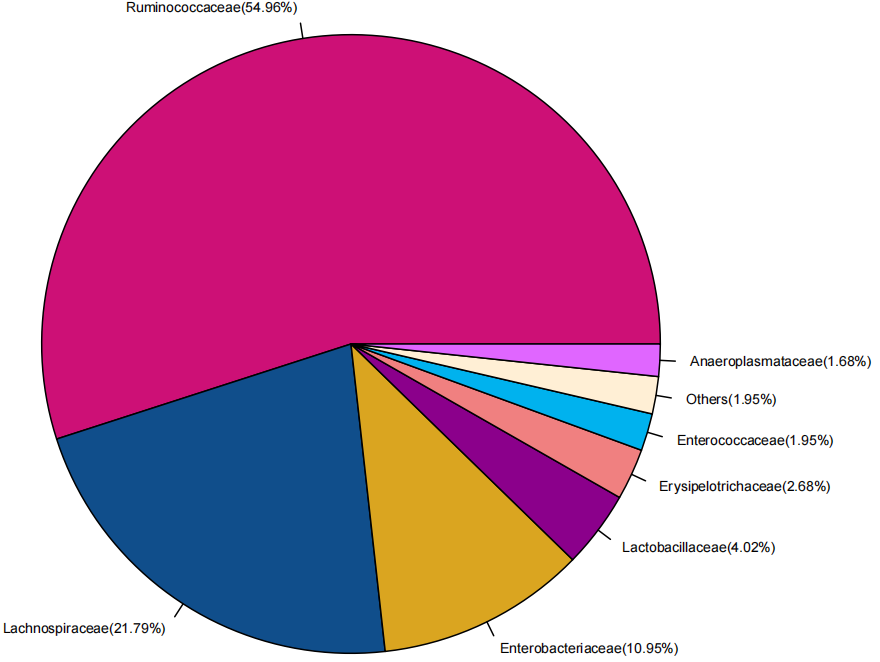 Ruminococcaceae(54.96%)
Anaeroplasmataceae(1.68%)
Others(1.95%)
Enterococcaceae(1.95%)
Erysipelotrichaceae(2.68%)
Lactobacillaceae(4.02%)
Lachnospiraceae(21.79%)
Enterobacteriaceae(10.95%)